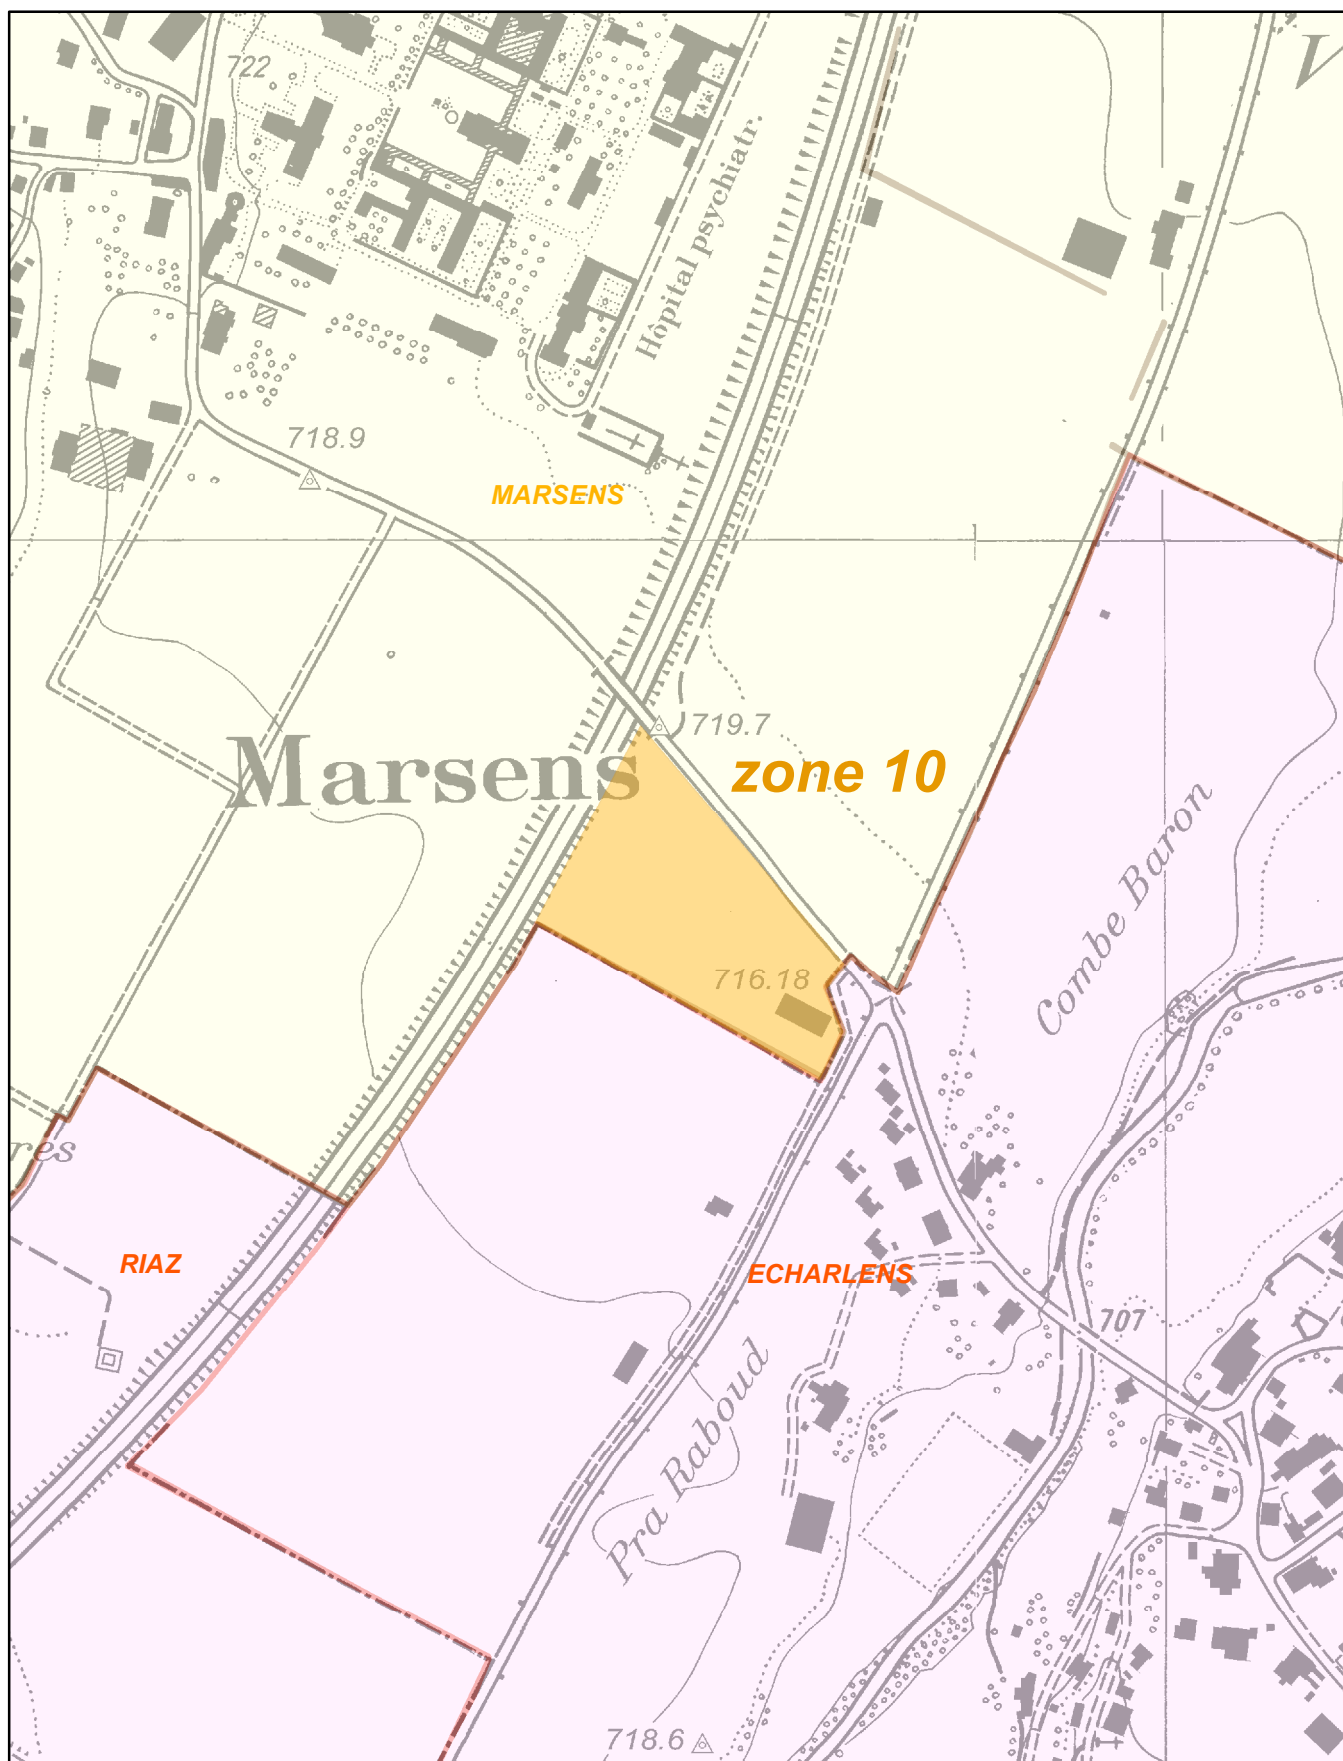 722
V
Hôpital psychiatr.
718.9
MARSENS
719.7
Marsens
zone 10
Combe Baron
716.18
res
RIAZ
ECHARLENS
707
Pra Raboud
718.6